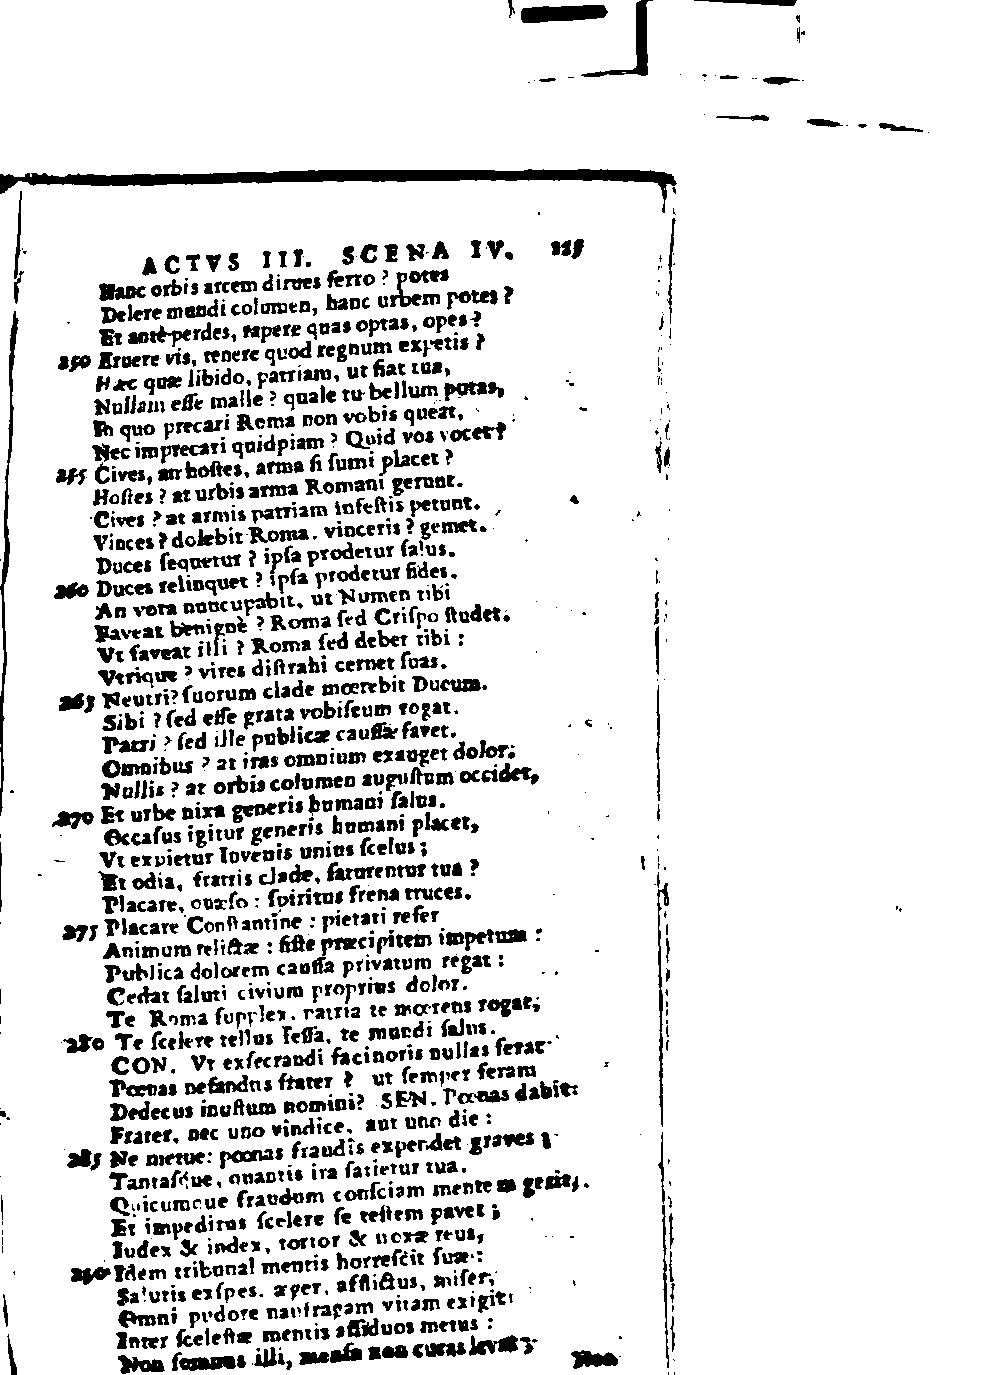 ACTVS III. SCENA IV. 115
Hanc orbis arcem dirues ferro ? potes
Delere mundi columen, hanc urbem potes ?
Et antè perdes, rapere quas optas, opes ?
250 Eruere vis, tenere quod regnum expetis ?
Hæc quæ libido, patriam, ut fiat tua,
Nullam esse malle ? quale tu bellum putas,
In quo precari Roma non vobis queat,
Nec imprecari quidpiam ? Quid vos vocet ?
255 Cives, an hostes, arma si sumi placet ?
Hostes ? at urbis arma Romani gerunt.
Cives ? at armis patriam infestis petunt.
Vinces ? dolebit Roma. vinceris ? gemet.
Duces sequetur ? ipsa prodetur salus.
260 Duces relinquet ? ipsa prodetur fides.
An vota nuncupabit, ut Numen tibi
Faveat benignè ? Roma sed Crispo studet.
Vt faveat illi ? Roma sed debet tibi :
Vtrique ? vires distrahi cernet suas.
265 Neutri? suorum clade mœrebit Ducum.
Sibi ? sed esse grata vobiscum rogat.
Patri ? sed ille publicæ caussæ favet.
Omnibus ? at iras omnium exauget dolor;
Nullis ? at orbis columen augustum occidet,
270 Et urbe nixa generis humani salus.
Occasus igitur generis humani placet,
Vt expietur Iuvenis unius scelus ;
Et odia, fratris clade, saturentur tua ?
Placare, quæso : spiritus frena truces.
275 Placare Constantine : pietati refer
Animum relictæ : siste præcipitem impetum :
Publica dolorem caussa privatum regat :
Cedat saluti civium proprius dolor.
Te Roma supplex, patria te mœrens rogat;
280 Te scelere tellus fessa, te mundi salus.
CON. Vt exsecrandi facinoris nullas ferat
Pœnas nefandus frater ? ut semper feram
Dedecus inustum nomini? SEN. Pœnas dabit:
Frater, nec uno vindice, aut uno die :
285 Ne metue: pœnas fraudis expendet graves ;
Tantasque, quantis ira satietur tua.
Quicumque fraudum consciam mentem gerit,
Et impeditus scelere se testem pavet ;
Iudex & index, tortor & noxæ reus,
290 Idem tribunal mentis horrescit suæ :
Salutis exspes, æger, afflictus, miser,
Omni pudore naufragam vitam exigit:
Inter scelestæ mentis assiduos metus :
Non somnus illi, mensa non curas levat ;
Non